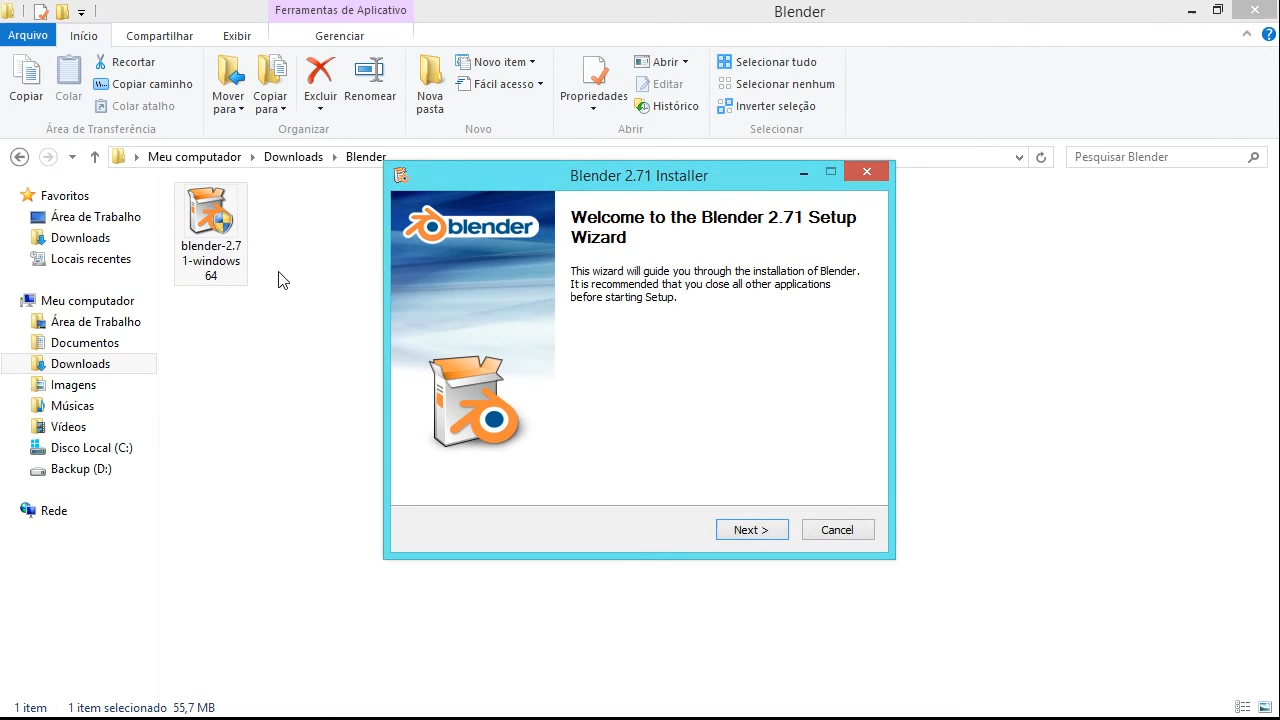 Ferramentas de Aplicativo
Blender
Arquivo
Início
Compartilhar
Exibir
Gerenciar
Copiar
Colar
Recortar
Copiar caminho
Colar atalho
Área de Transferência
Mover para
Copiar para
Excluir
Renomear
Organizar
Nova pasta
Novo item
Fácil acesso
Novo
Propriedades
Abrir
Editar
Histórico
Abrir
Selecionar tudo
Selecionar nenhum
Inverter seleção
Selecionar
Meu computador
Downloads
Blender
Pesquisar Blender
Favoritos
Área de Trabalho
Downloads
Locais recentes
Meu computador
Área de Trabalho
Documentos
Downloads
Imagens
Músicas
Vídeos
Disco Local (C:)
Backup (D:)
Rede
blender-2.7
1-windows
64
Blender 2.71 Installer
blender
Welcome to the Blender 2.71 Setup
Wizard
This wizard will guide you through the installation of Blender.
It is recommended that you close all other applications
before starting Setup.
Next >
Cancel
1 item
1 item selecionado 55,7 MB